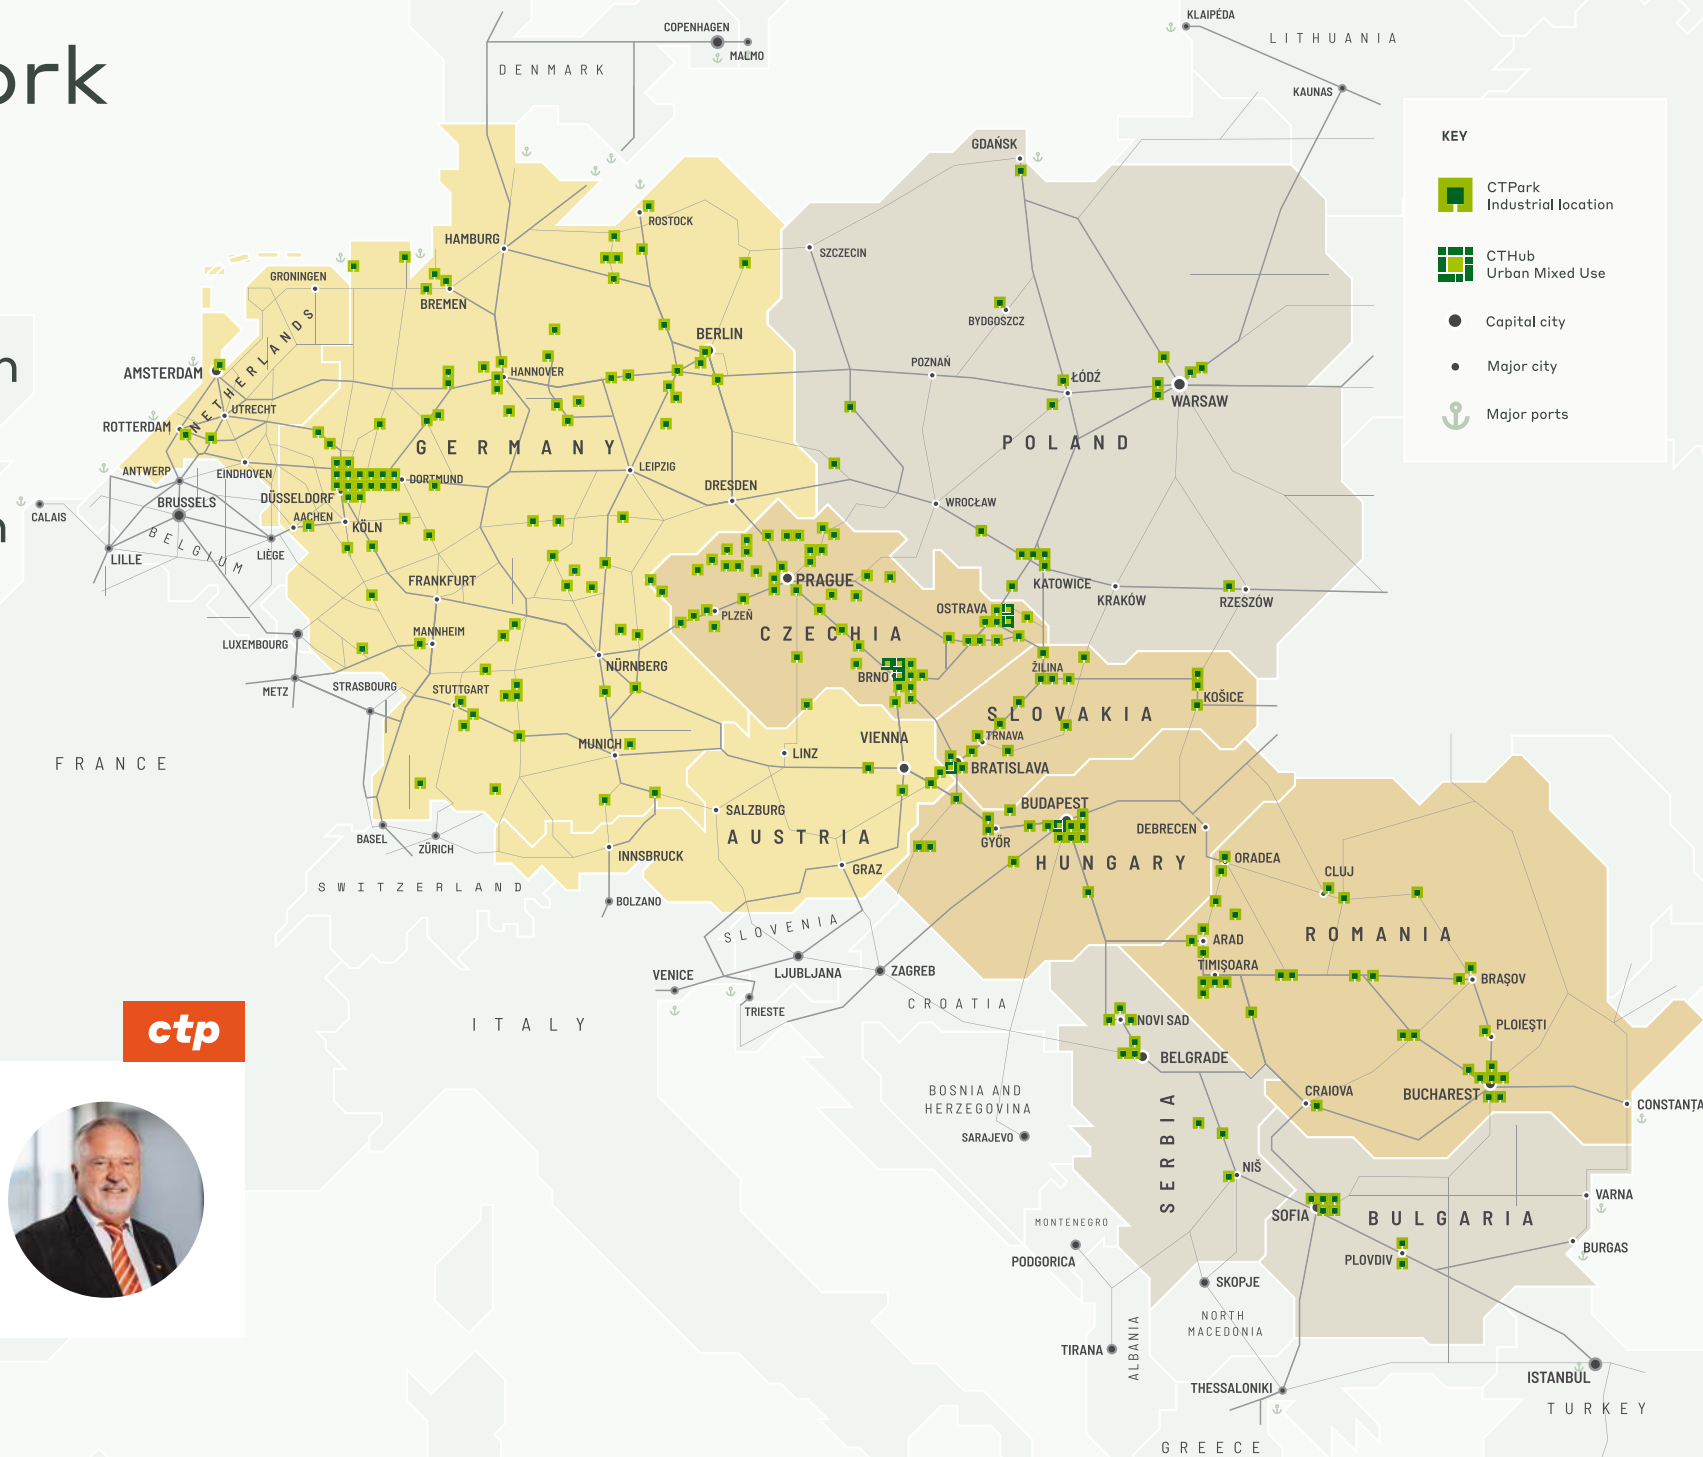 ork
n
n
ctp
KEY
CTPark
Industrial location
CTHub
Urban Mixed Use
Capital city
Major city
Major ports
COPENHAGEN
MALMO
DENMARK
KLAIPÉDA
LITHUANIA
KAUNAS
GDAŃSK
ROSTOCK
HAMBURG
SZCZECIN
GRONINGEN
BREMEN
BYDGOSZCZ
BERLIN
NETHERLANDS
AMSTERDAM
HANNOVER
POZNAŃ
ŁÓDŹ
WARSAW
UTRECHT
ROTTERDAM
GERMANY
POLAND
ANTWERP
EINDHOVEN
DORTMUND
LEIPZIG
DRESDEN
DÜSSELDORF
BRUSSELS
WROCŁAW
CALAIS
AACHEN
KÖLN
BELGIUM
LILLE
LIÈGE
FRANKFURT
PRAGUE
KATOWICE
KRAKÓW
RZESZÓW
OSTRAVA
PLZEŇ
CZECHIA
MANNHEIM
LUXEMBOURG
NÜRNBERG
BRNO
ŽILINA
METZ
STRASBOURG
STUTTGART
KOŠICE
SLOVAKIA
TRNAVA
VIENNA
MUNICH
LINZ
BRATISLAVA
FRANCE
SALZBURG
BUDAPEST
AUSTRIA
BASEL
ZÜRICH
GYŐR
DEBRECEN
INNSBRUCK
GRAZ
HUNGARY
ORADEA
CLUJ
SWITZERLAND
BOLZANO
SLOVENIA
ARAD
ROMANIA
VENICE
LJUBLJANA
ZAGREB
TIMIȘOARA
BRAȘOV
TRIESTE
CROATIA
ITALY
NOVI SAD
PLOIEȘTI
BELGRADE
BOSNIA AND
HERZEGOVINA
CRAIOVA
BUCHAREST
CONSTANȚA
SARAJEVO
SERBIA
NIŠ
VARNA
SOFIA
BULGARIA
MONTENEGRO
PODGORICA
PLOVDIV
BURGAS
SKOPJE
NORTH
MACEDONIA
TIRANA
ALBANIA
ISTANBUL
THESSALONIKI
TURKEY
GREECE